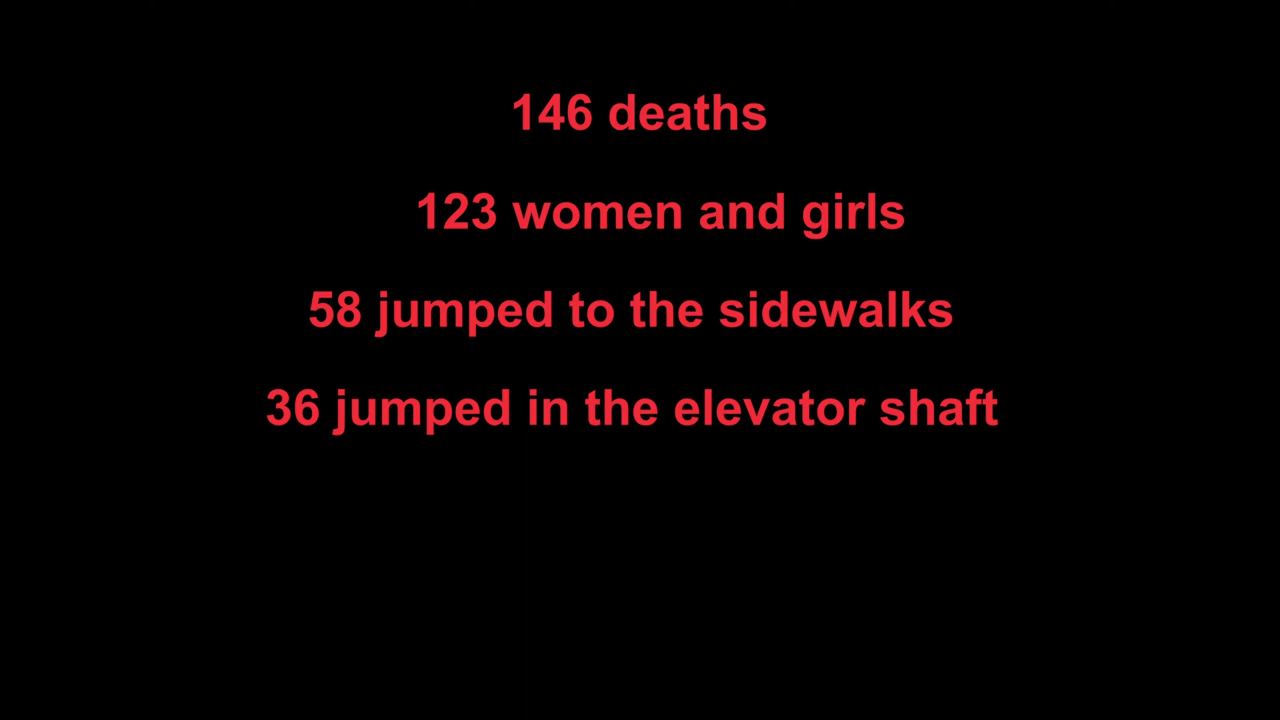 146 deaths
123 women and girls
58 jumped to the sidewalks
36 jumped in the elevator shaft